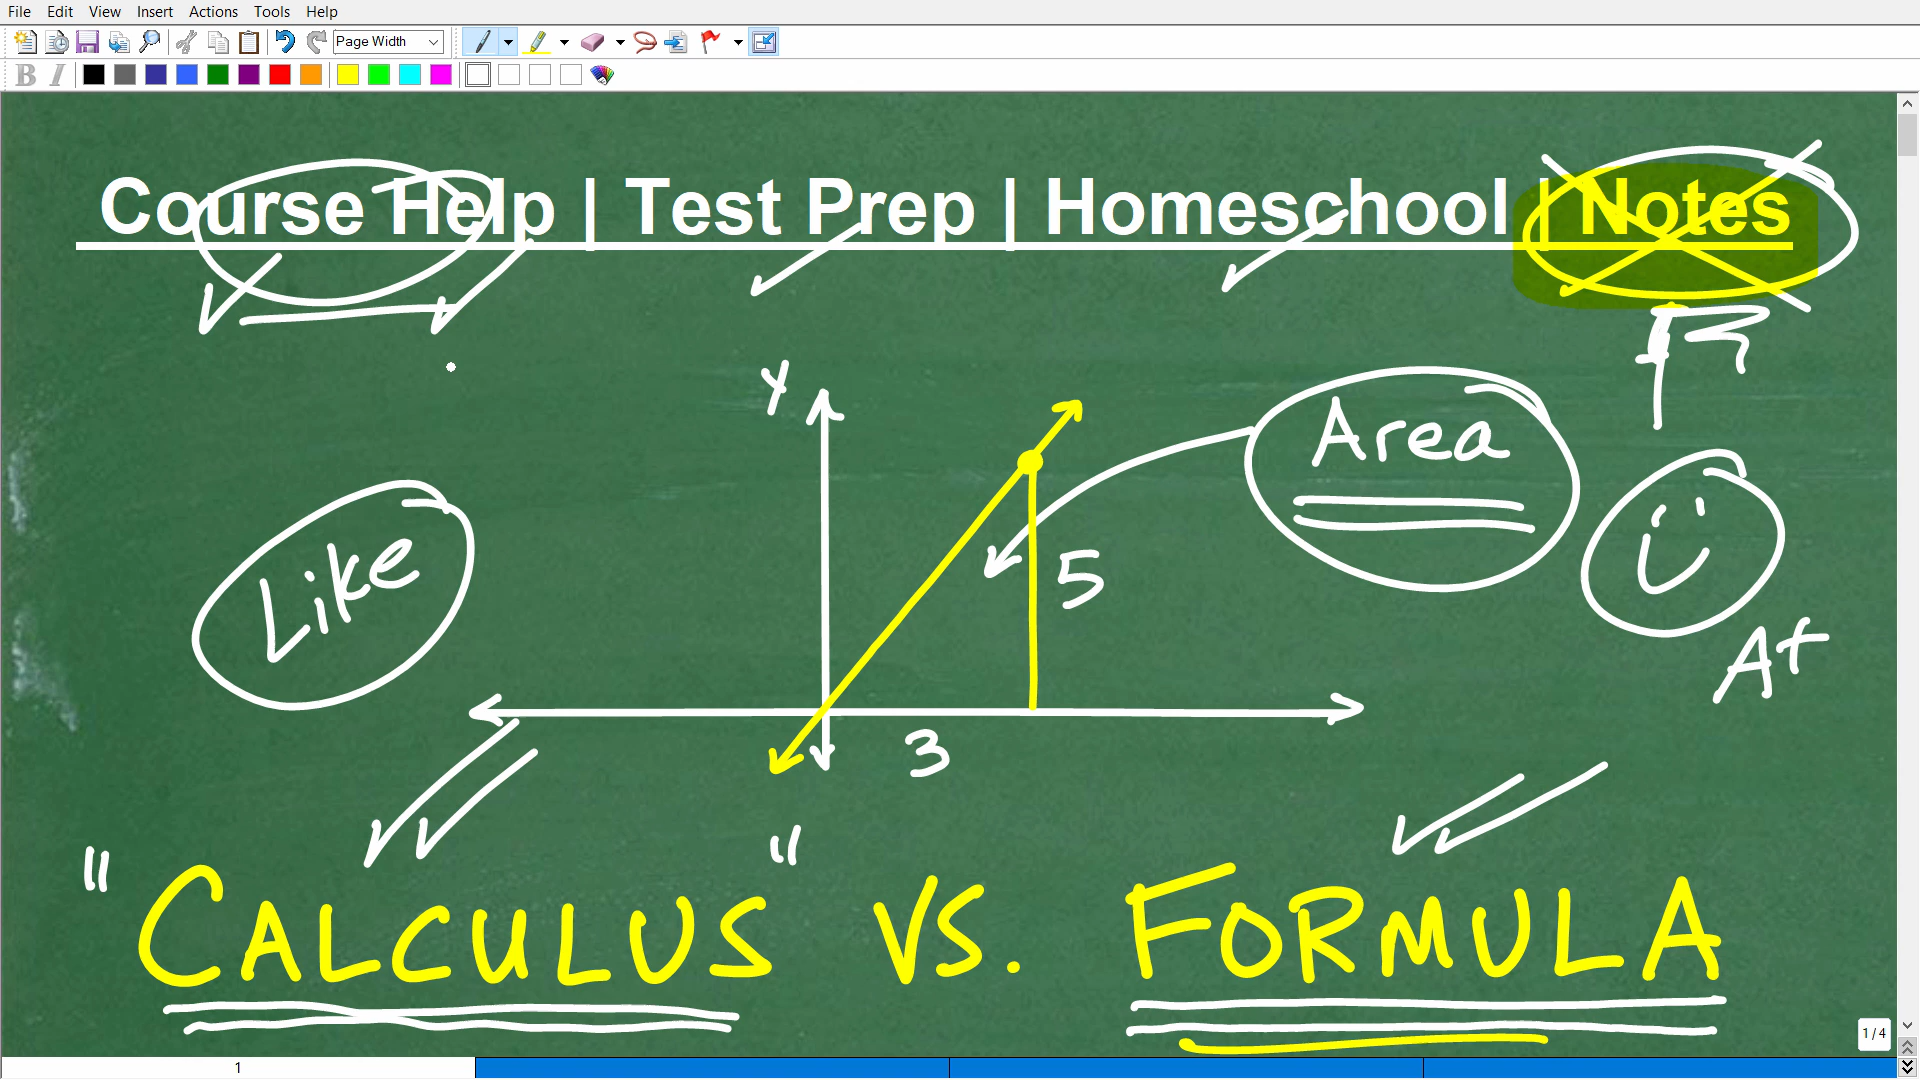 File Edit View Insert Actions Tools Help
Page Width
B I
Course Help | Test Prep | Homeschool | Notes
Y
Area
5
Like
A+
3
"CALCULUS" VS. FORMULA
1 / 4
1